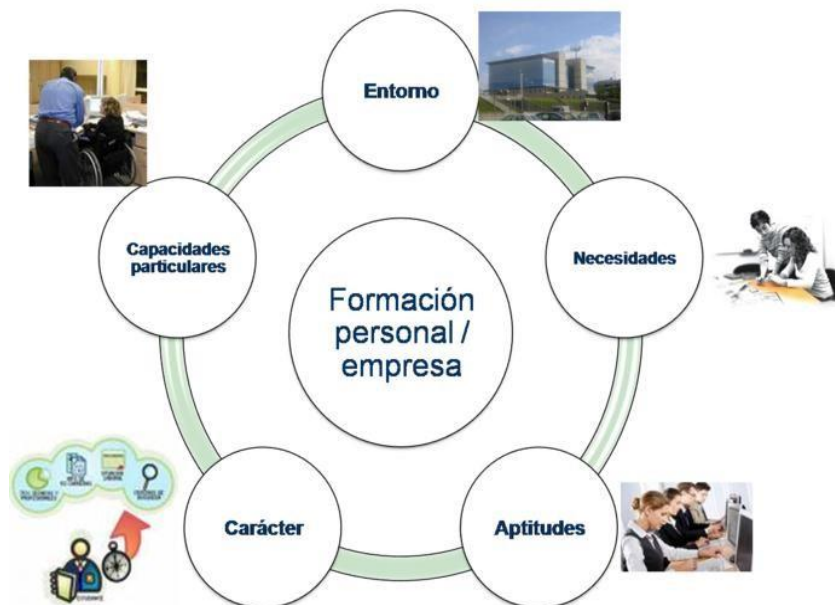 Entorno
Capacidades
particulares
Necesidades
Formación
personal /
empresa
Carácter
Aptitudes